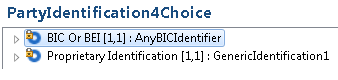 PartyIdentification4Choice
BIC Or BEI [1,1] : AnyBICIdentifier
Proprietary Identification [1,1] : GenericIdentification1